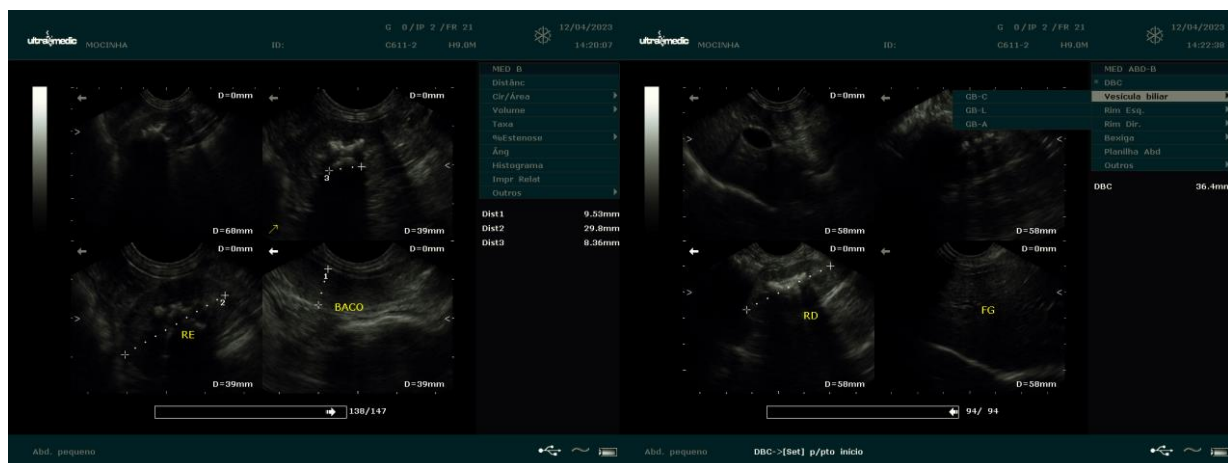 G 0/IP 2 /FR 21
12/04/2023
ultramedic MOCINHA
ID:
C611-2 H9.0M
14:20:07
MED B
Distânc
Cir/Área
Volume
Taxa
%Estenose
Âng
Histograma
Impr Relat
Outros
Dist1 9.53mm
Dist2 29.8mm
Dist3 8.36mm
D=0mm
D=0mm
3
D=68mm
D=39mm
D=0mm
D=0mm
2
1
RE
BACO
D=39mm
D=39mm
138/147
Abd. pequeno
G 0/IP 2 /FR 21
12/04/2023
ultramedic MOCINHA
ID:
C611-2 H9.0M
14:22:38
MED ABD-B
DBC
Vesícula biliar
Rim Esq.
Rim Dir.
Bexiga
Planilha Abd
Outros
GB-C
GB-L
GB-A
DBC 36.4mm
D=0mm
D=58mm
D=58mm
D=0mm
D=0mm
RD
FG
D=58mm
D=58mm
94/ 94
Abd. pequeno
DBC->[Set] p/pto início